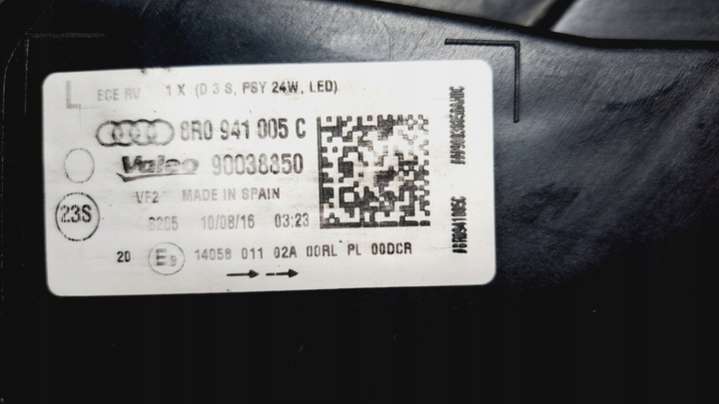 ECE RV 1 X (D 3 S, PSY 24W, LED)
8R0 941 005 C
Valeo 90038850
VF2 MADE IN SPAIN
23S
10/08/16 03:23
20 E9 14058 011 02A 00RL PL 00DCR